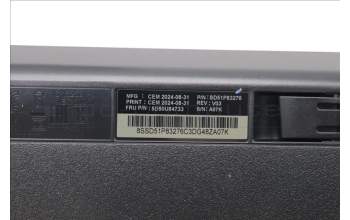 MFG : CEM 2024-08-31 P/N: SD51P83276
PRINT : CEM 2024-08-31 REV : V03
FRU P/N : 5D50U84733 S/N : A07K
8SSD51P83276C3DG48ZA07K